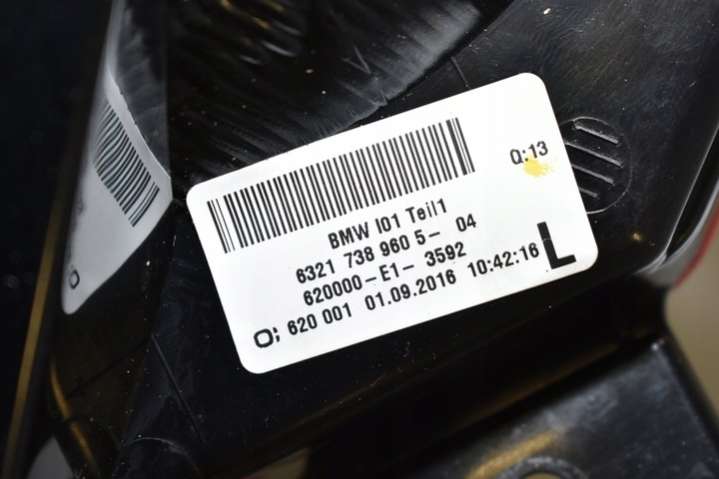 Q:13
BMW I01 Teil1
6321 738 960 5- 04
620000-E1- 3592
L
O; 620 001 01.09.2016 10:42:16